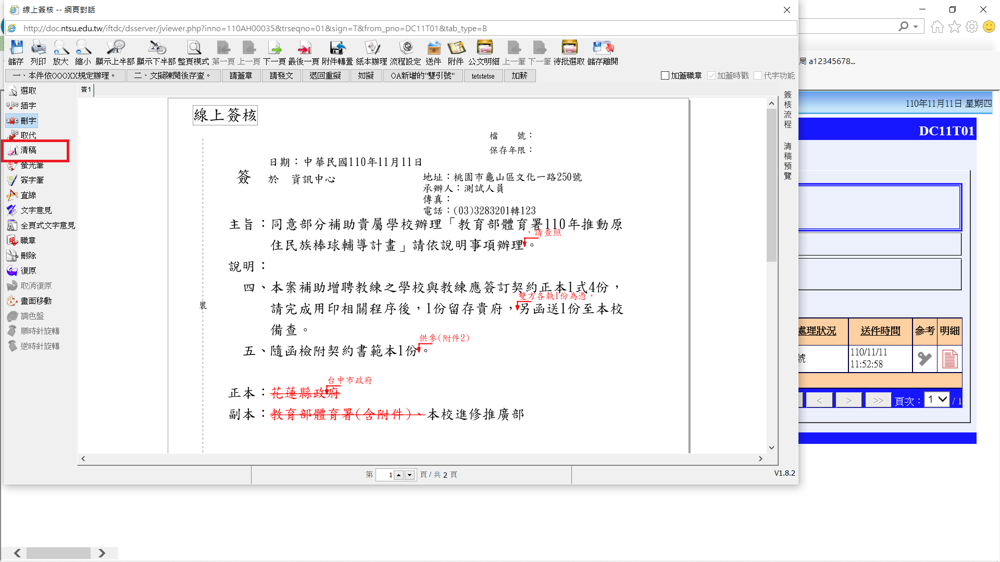 線上簽核 -- 網頁對話
http://doc.ntsu.edu.tw/iftdc/dsserver/jviewer.php?inno=110AH00035&trseqno=01&sign=T&from_pno=DC11T01&tab_type=B
儲存 列印 放大 縮小 顯示上半部 顯示下半部 整頁模式 第一頁 上一頁 下一頁 最後一頁 附件轉置 紙本辦理 流程設定 送件 附件 公文明細 上一筆 下一筆 待批選取 儲存離開
局 a12345678...
一、本件依OOOXX規定辦理。 二、文擬陳閱後存查。 請蓋章 請發文 退回重擬 如擬 OA新增的"雙引號" tetstetse 加薪 加蓋職章 加蓋時戳 代字功能
選取
插字
刪字
取代
清稿
螢光筆
簽字筆
直線
文字意見
全頁式文字意見
職章
刪除
復原
取消復原
畫面移動
調色盤
順時針旋轉
逆時針旋轉
簽1
線上簽核
檔　　號：
保存年限：
日期：中華民國110年11月11日
簽 於 資訊中心
地址：桃園市龜山區文化一路250號
承辦人：測試人員
傳真：
電話：(03)3283201轉123
主旨：同意部分補助貴屬學校辦理「教育部體育署110年推動原
，請查照
住民族棒球輔導計畫」請依說明事項辦理。
說明：
四、本案補助增聘教練之學校與教練應簽訂契約正本1式4份，
雙方各執1份為憑，
請完成用印相關程序後，1份留存貴府，另函送1份至本校
備查。
供參(附件2)
五、隨函檢附契約書範本1份。
台中市政府
正本：花蓮縣政府
副本：教育部體育署(含附件)、本校進修推廣部
裝
簽核流程
清稿預覽
第 1 頁 / 共 2 頁
V1.8.2
110年11月11日 星期四
DC11T01
處理狀況 送件時間 參考 明細
號 110/11/11
11:52:58
< > >> 頁次： 1 / 1